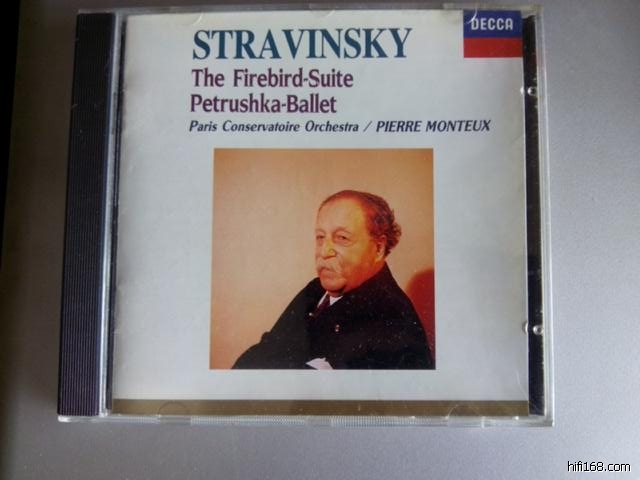 DECCA
STRAVINSKY
The Firebird-Suite
Petrushka-Ballet
Paris Conservatoire Orchestra / PIERRE MONTEUX
hifi168.com